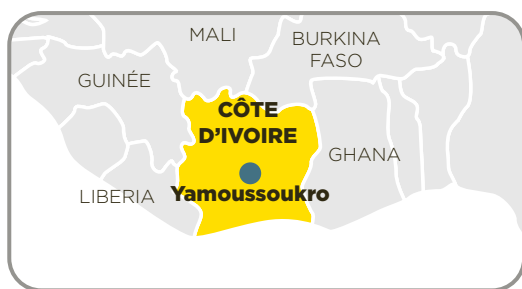 MALI
BURKINA
FASO
GUINÉE
CÔTE
D'IVOIRE
GHANA
LIBERIA
Yamoussoukro